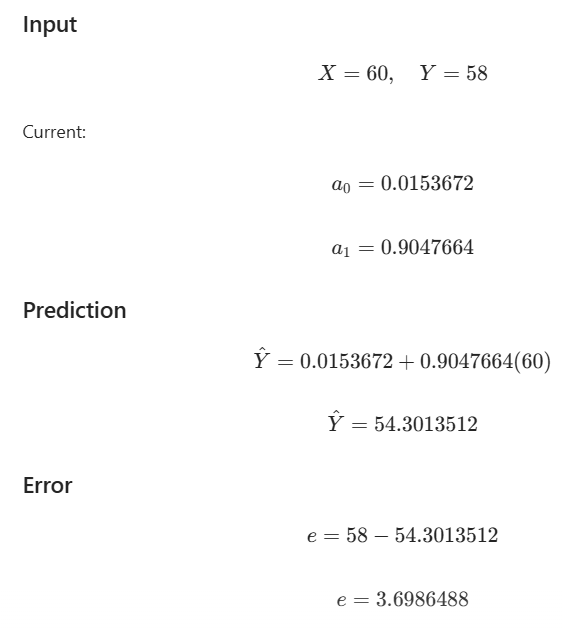 Input
X = 60, Y = 58
Current:
a₀ = 0.0153672
a₁ = 0.9047664
Prediction
Ŷ = 0.0153672 + 0.9047664(60)
Ŷ = 54.3013512
Error
e = 58 − 54.3013512
e = 3.6986488